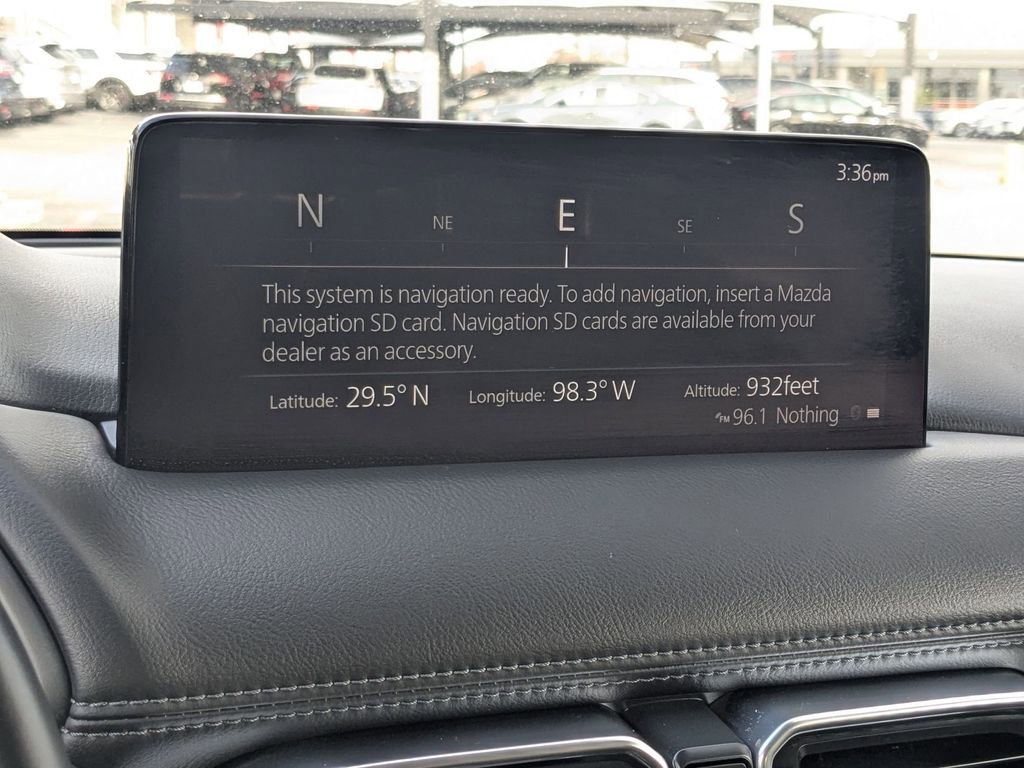 3:36pm
N NE E SE S
This system is navigation ready. To add navigation, insert a Mazda
navigation SD card. Navigation SD cards are available from your
dealer as an accessory.
Latitude: 29.5° N Longitude: 98.3° W Altitude: 932feet
FM 96.1 Nothing